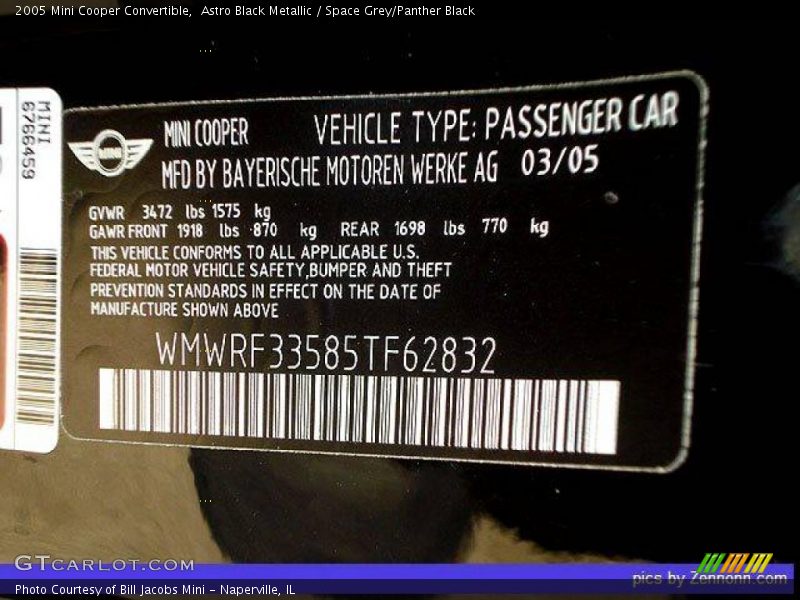 2005 Mini Cooper Convertible,  Astro Black Metallic / Space Grey/Panther Black
MINI
6766459
MINI
MINI COOPER VEHICLE TYPE: PASSENGER CAR
MFD BY BAYERISCHE MOTOREN WERKE AG 03/05
GVWR 3472 lbs 1575 kg
GAWR FRONT 1918 lbs 870 kg REAR 1698 lbs 770 kg
THIS VEHICLE CONFORMS TO ALL APPLICABLE U.S.
FEDERAL MOTOR VEHICLE SAFETY,BUMPER AND THEFT
PREVENTION STANDARDS IN EFFECT ON THE DATE OF
MANUFACTURE SHOWN ABOVE
WMWRF33585TF62832
GTCARLOT.COM
pics by Zennonn.com
Photo Courtesy of Bill Jacobs Mini - Naperville, IL